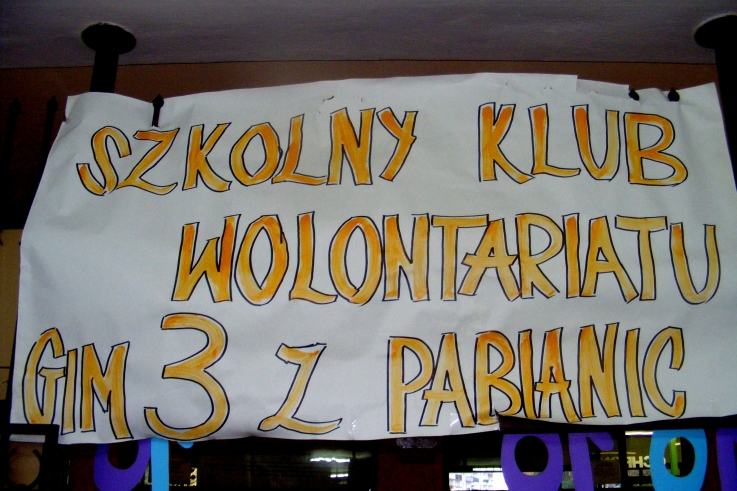 SZKOLNY KLUB
WOLONTARIATU
GIM 3 Z PABIANIC